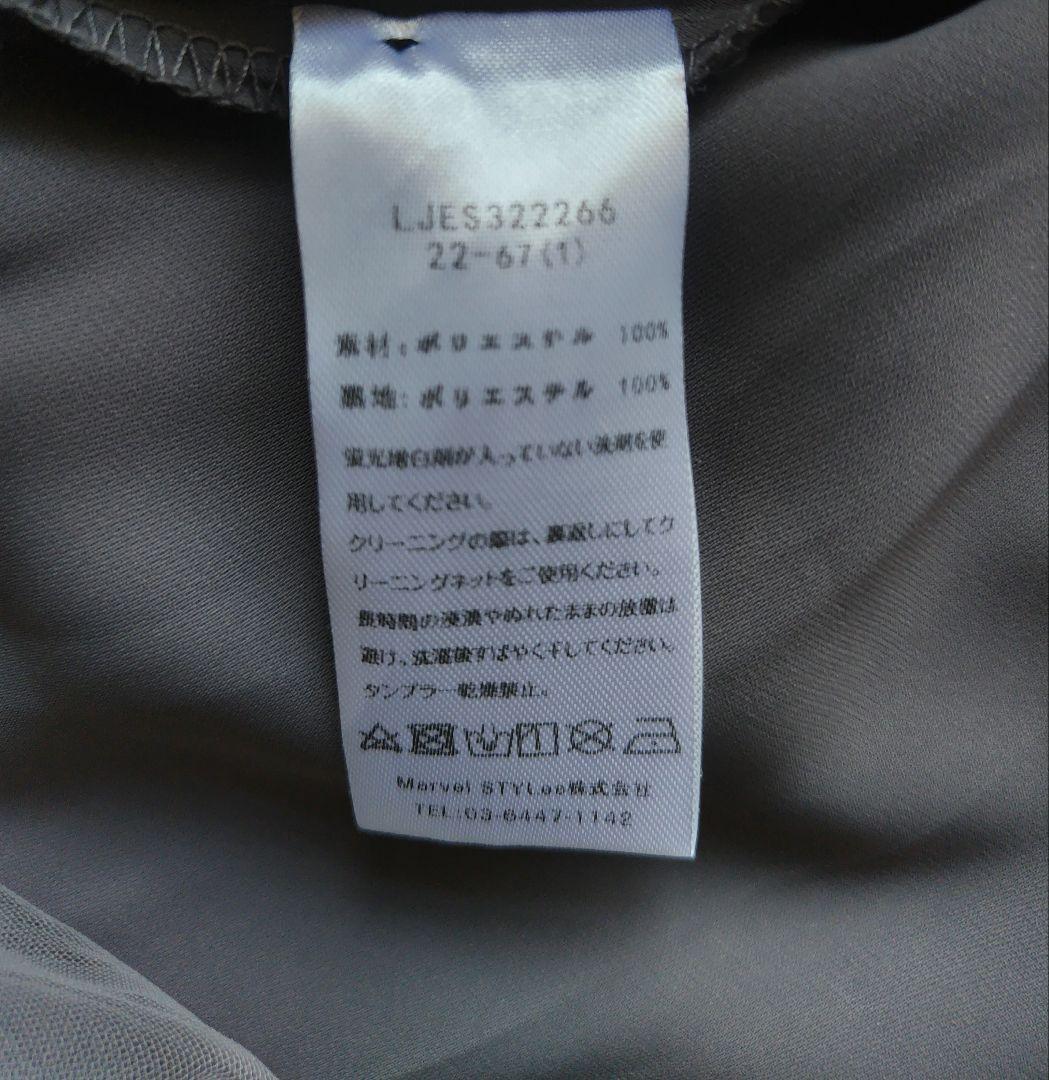 LJES322266
22-67(1)
素材:ポリエステル 100%
裏地:ポリエステル 100%
蛍光増白剤が入っていない洗剤を使
用してください。
クリーニングの際は、裏返しにしてク
リーニングネットをご使用ください。
長時間の浸漬やぬれたままの放置は
避け、洗濯後すばやく干してください。
タンブラー乾燥禁止。
Marvel STYLee株式会社
TEL:03-6447-1142